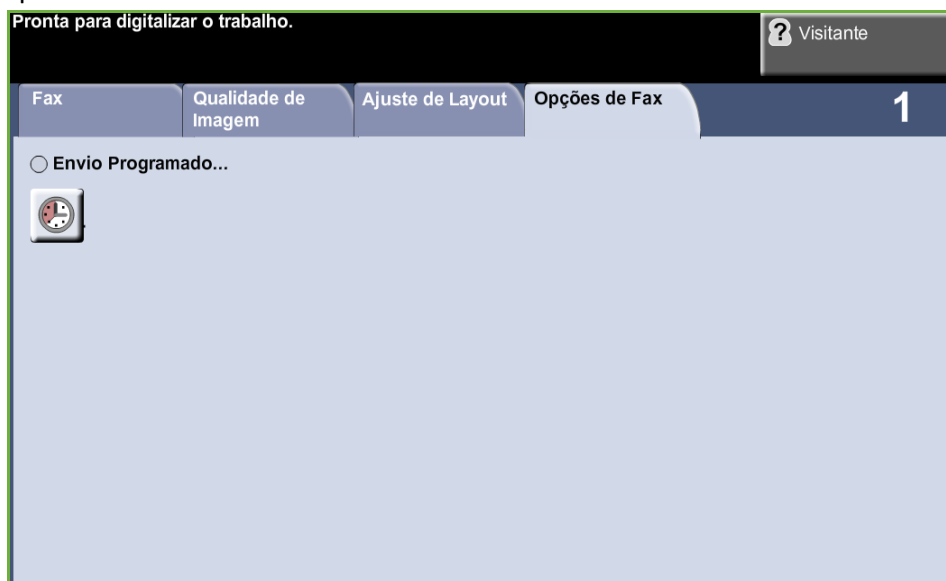 Pronta para digitalizar o trabalho.
? Visitante
Fax
Qualidade de
Imagem
Ajuste de Layout
Opções de Fax
1
Envio Programado...